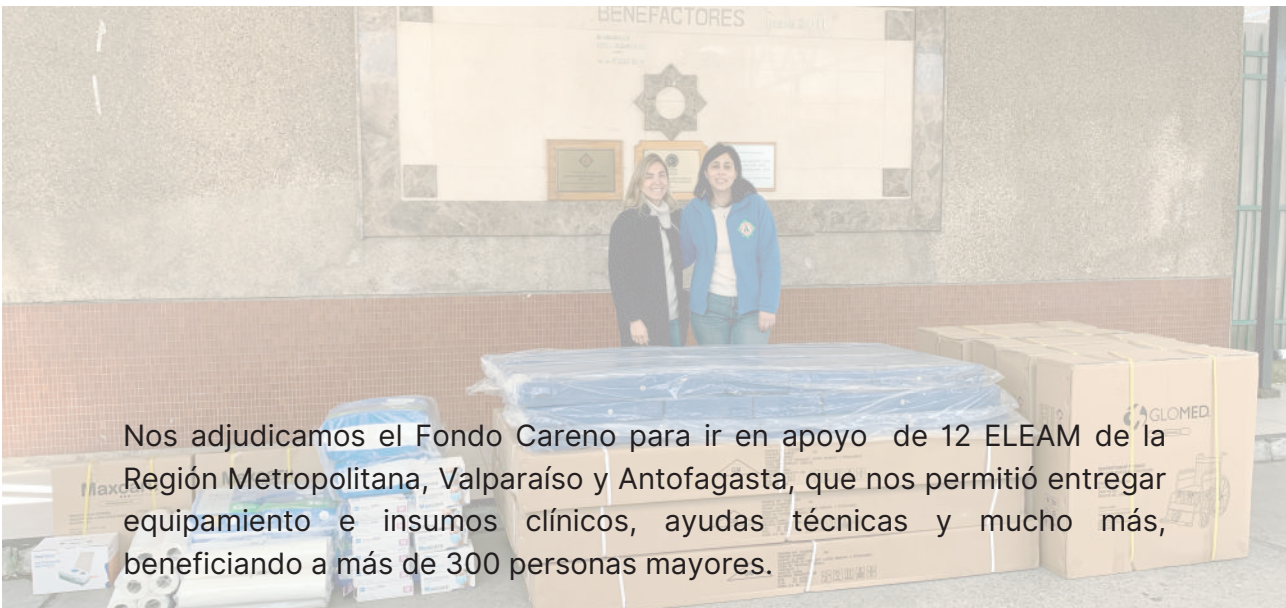 BENEFACTORES
GLOMED
Nos adjudicamos el Fondo Careno para ir en apoyo de 12 ELEAM de la
Región Metropolitana, Valparaíso y Antofagasta, que nos permitió entregar
equipamiento e insumos clínicos, ayudas técnicas y mucho más,
beneficiando a más de 300 personas mayores.